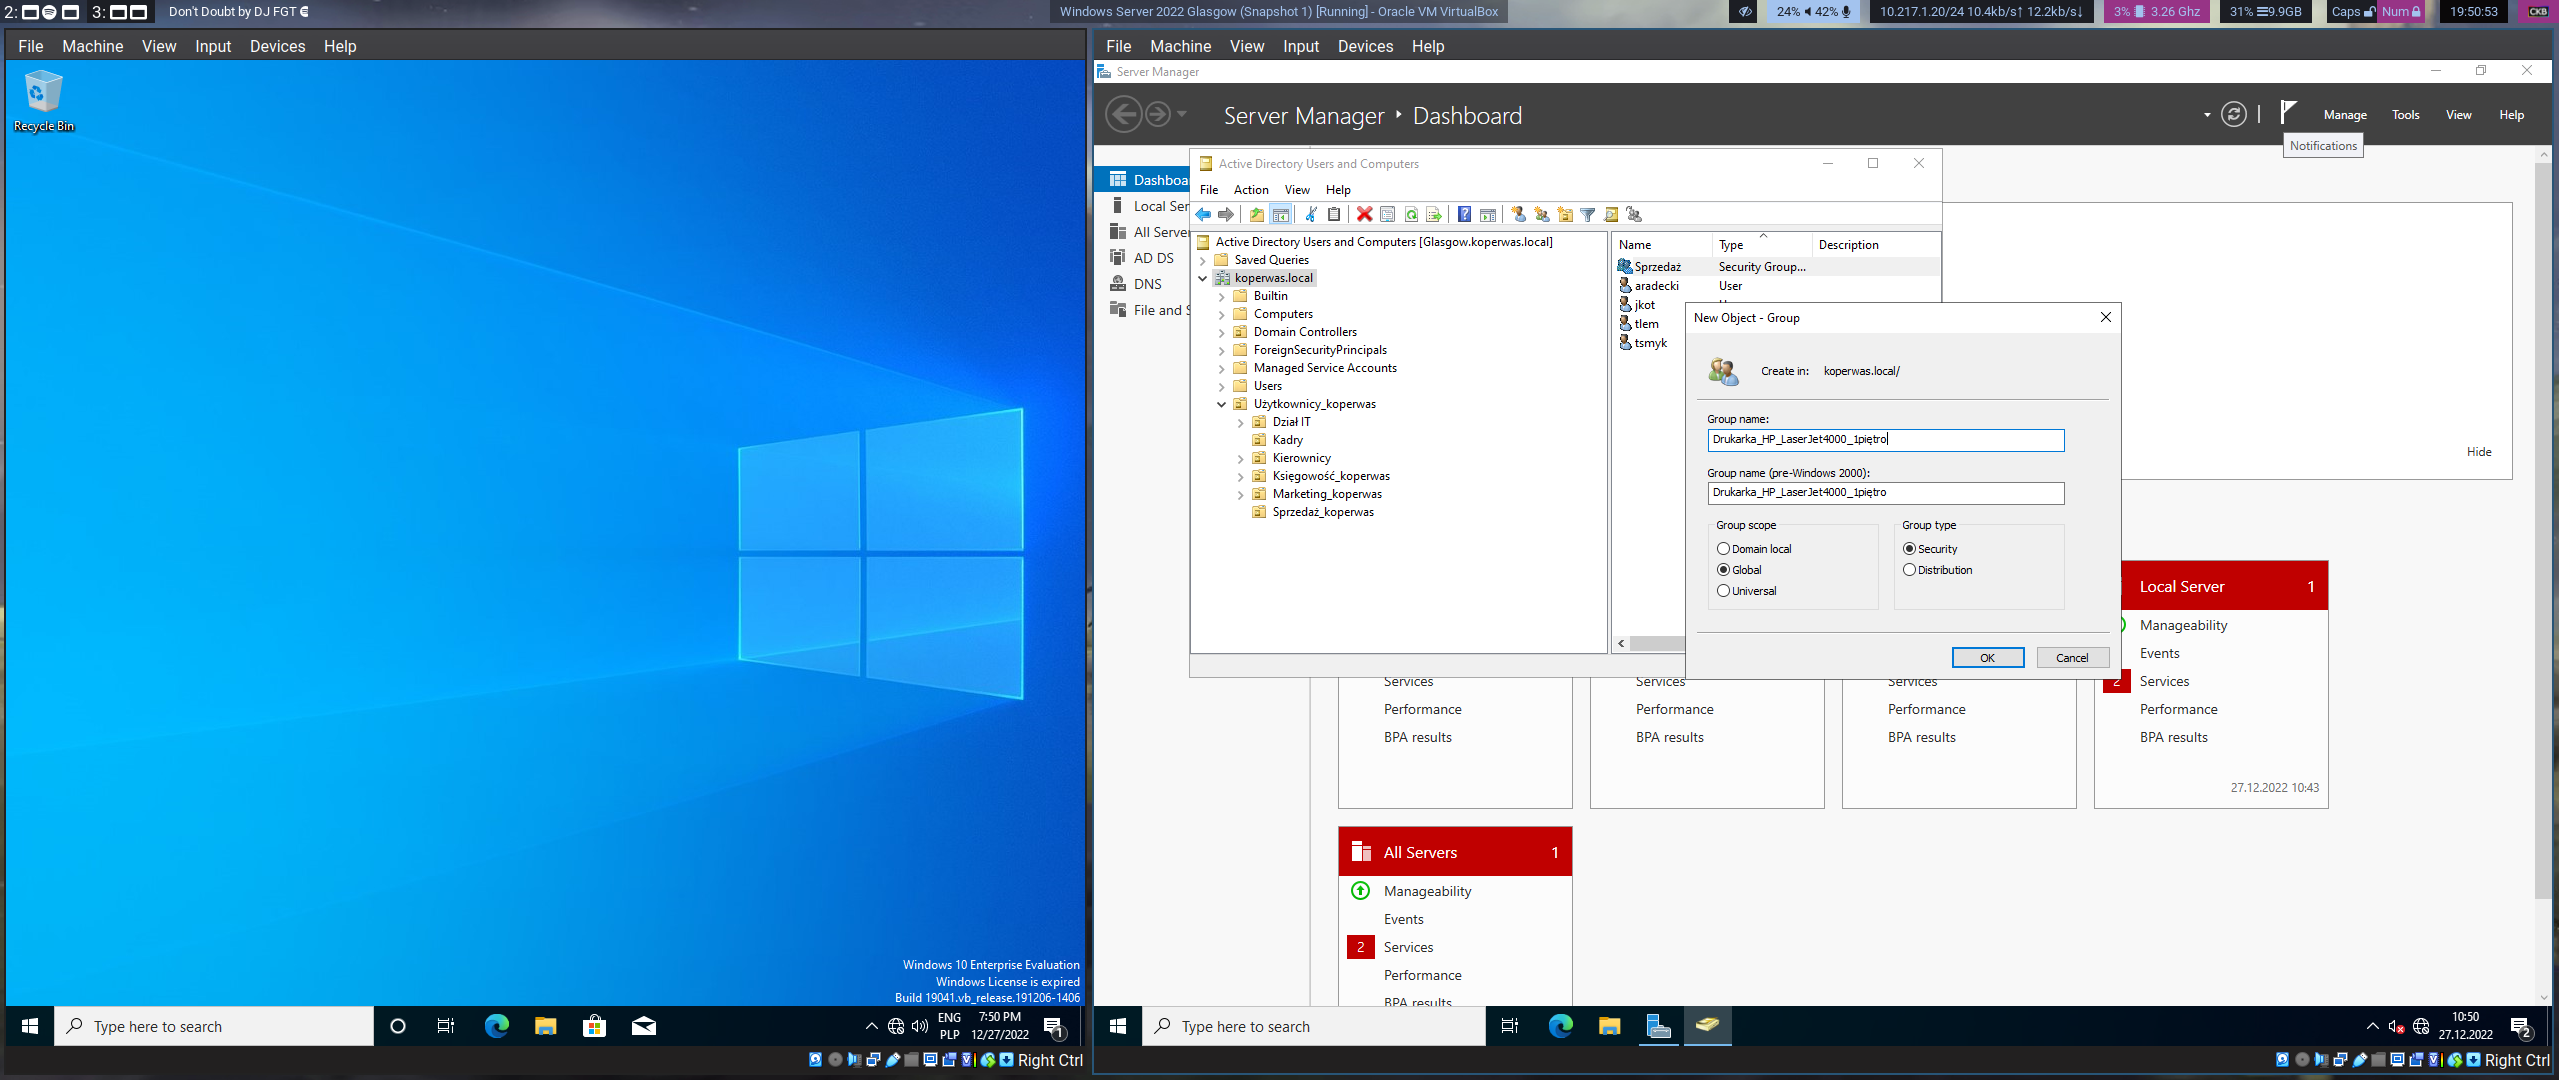 2:
3:
Don't Doubt by DJ FGT
Windows Server 2022 Glasgow (Snapshot 1) [Running] - Oracle VM VirtualBox
24% 42%
10.217.1.20/24 10.4kb/s↑ 12.2kb/s↓
3% 3.26 Ghz
31% 9.9GB
Caps Num
19:50:53
CKB
File Machine View Input Devices Help
Recycle Bin
Windows 10 Enterprise Evaluation
Windows License is expired
Build 19041.vb_release.191206-1406
Type here to search
ENG
PLP
7:50 PM
12/27/2022
1
Right Ctrl
File Machine View Input Devices Help
Server Manager
Server Manager ‣ Dashboard
Manage Tools View Help
Notifications
Dashboa
Local Ser
All Server
AD DS
DNS
File and S
Active Directory Users and Computers
File Action View Help
Active Directory Users and Computers [Glasgow.koperwas.local]
Saved Queries
koperwas.local
Builtin
Computers
Domain Controllers
ForeignSecurityPrincipals
Managed Service Accounts
Users
Użytkownicy_koperwas
Dział IT
Kadry
Kierownicy
Księgowość_koperwas
Marketing_koperwas
Sprzedaż_koperwas
Name Type Description
Sprzedaż Security Group...
aradecki User
jkot
tlem
tsmyk
New Object - Group
Create in: koperwas.local/
Group name:
Drukarka_HP_LaserJet4000_1piętro
Group name (pre-Windows 2000):
Drukarka_HP_LaserJet4000_1piętro
Group scope
Domain local
Global
Universal
Group type
Security
Distribution
OK Cancel
Hide
Services
Performance
BPA results
Services
Performance
BPA results
Services
Performance
BPA results
Local Server 1
Manageability
Events
2 Services
Performance
BPA results
27.12.2022 10:43
All Servers 1
Manageability
Events
2 Services
Performance
BPA results
Type here to search
10:50
27.12.2022
2
Right Ctrl